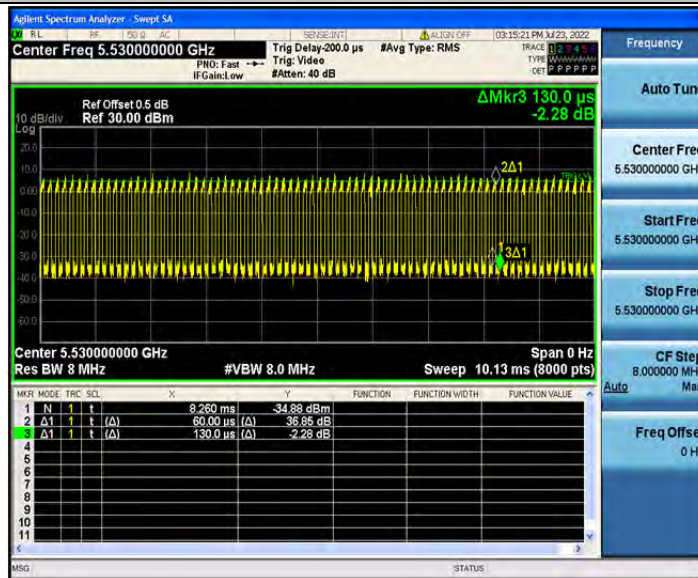 Agilent Spectrum Analyzer - Swept SA
RL RF 50 Ω AC SENSE:INT ALIGN OFF 03:15:21 PM Jul 23, 2022
Center Freq 5.530000000 GHz
PNO: Fast
IFGain:Low
Trig Delay-200.0 µs
Trig: Video
#Atten: 40 dB
#Avg Type: RMS
TRACE 1 2 3 4 5 6
TYPE WWWWWW
DET P P P P P P
Ref Offset 0.5 dB
10 dB/div Ref 30.00 dBm
Log
ΔMkr3 130.0 µs
-2.28 dB
20.0
10.0
0.00
-10.0
-20.0
-30.0
-40.0
-50.0
-60.0
2Δ1
TRIG LVL
1
3Δ1
Center 5.530000000 GHz Span 0 Hz
Res BW 8 MHz #VBW 8.0 MHz Sweep 10.13 ms (8000 pts)
MKR MODE TRC SCL X Y FUNCTION FUNCTION WIDTH FUNCTION VALUE
1 N 1 t 8.260 ms -34.88 dBm
2 Δ1 1 t (Δ) 60.00 µs (Δ) 36.85 dB
3 Δ1 1 t (Δ) 130.0 µs (Δ) -2.28 dB
4
5
6
7
8
9
10
11
MSG STATUS
Frequency
Auto Tun
Center Fre
5.530000000 GH
Start Fre
5.530000000 GH
Stop Fre
5.530000000 GH
CF Step
8.000000 MH
Auto Ma
Freq Offse
0 H